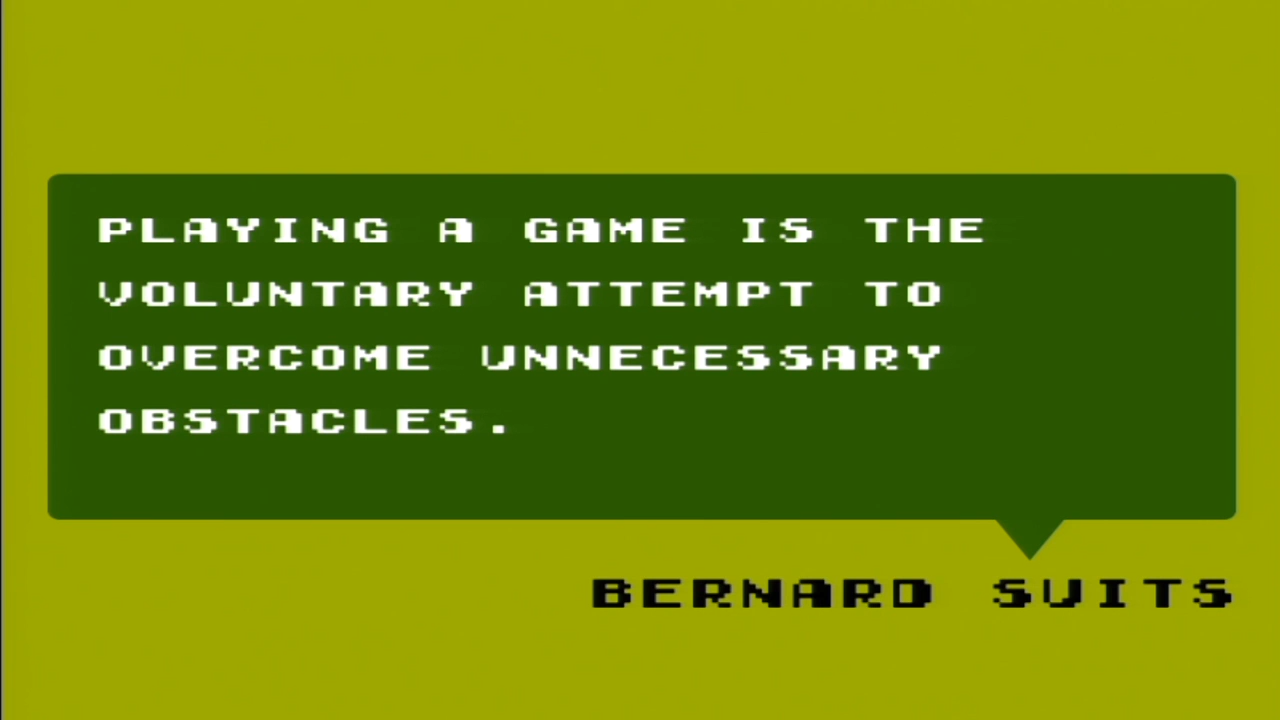 PLAYING A GAME IS THE
VOLUNTARY ATTEMPT TO
OVERCOME UNNECESSARY
OBSTACLES.
BERNARD SUITS